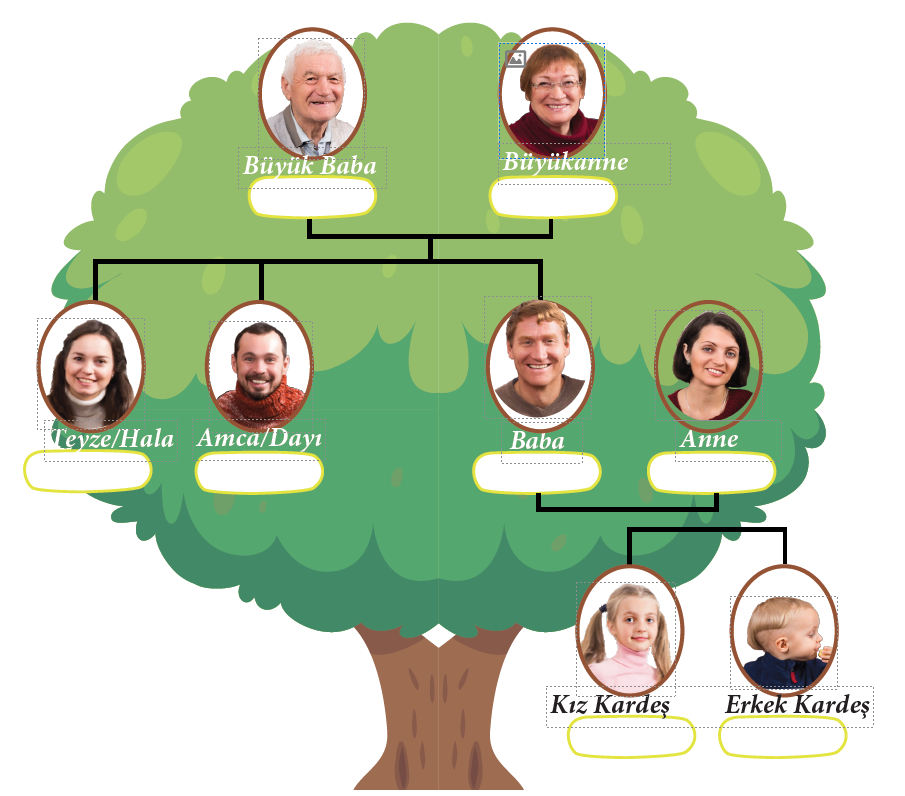 Büyük Baba
Büyükanne
Teyze/Hala
Amca/Dayı
Baba
Anne
Kız Kardeş
Erkek Kardeş